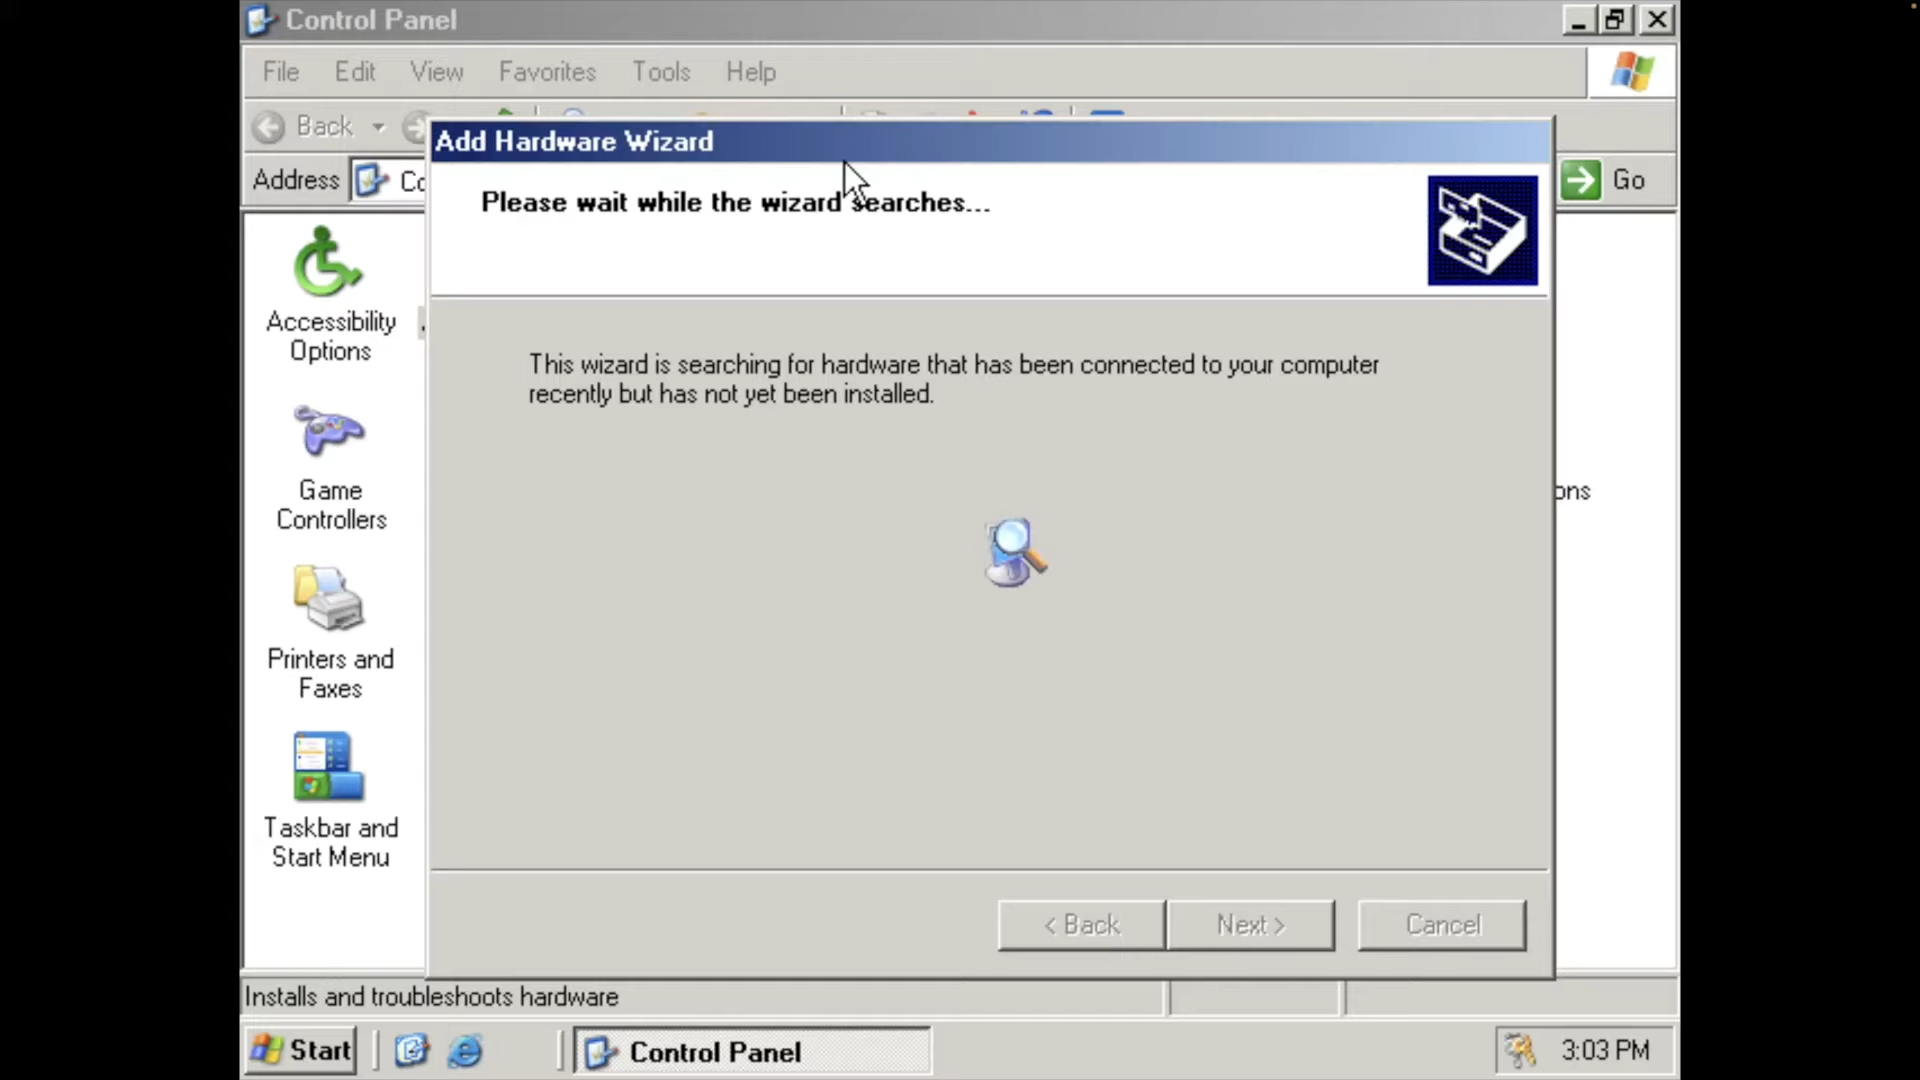 Control Panel
File Edit View Favorites Tools Help
Back
Add Hardware Wizard
Address
Go
Please wait while the wizard searches...
Accessibility
Options
This wizard is searching for hardware that has been connected to your computer
recently but has not yet been installed.
Game
Controllers
ons
Printers and
Faxes
Taskbar and
Start Menu
< Back Next > Cancel
Installs and troubleshoots hardware
Start Control Panel 3:03 PM